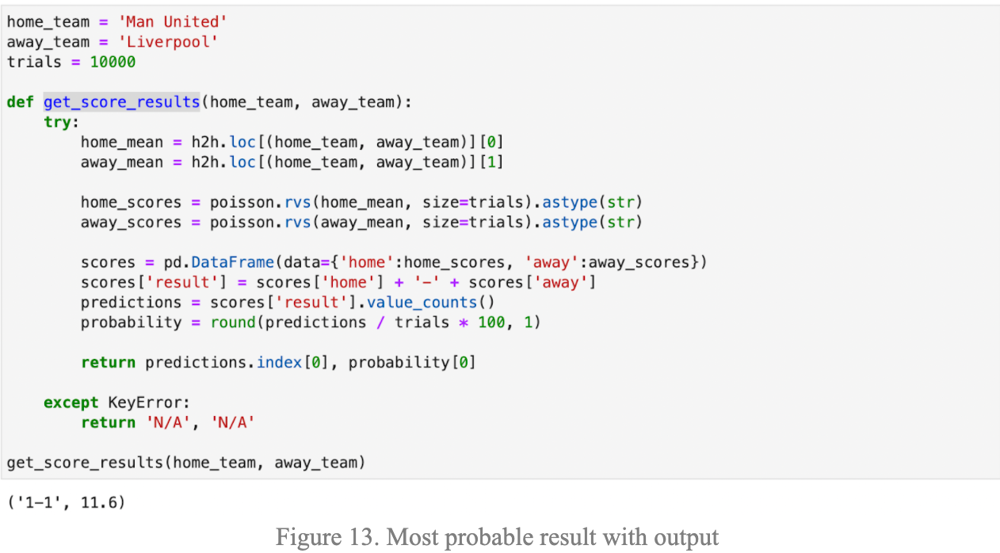 home_team = 'Man United'
away_team = 'Liverpool'
trials = 10000

def get_score_results(home_team, away_team):
    try:
        home_mean = h2h.loc[(home_team, away_team)][0]
        away_mean = h2h.loc[(home_team, away_team)][1]

        home_scores = poisson.rvs(home_mean, size=trials).astype(str)
        away_scores = poisson.rvs(away_mean, size=trials).astype(str)

        scores = pd.DataFrame(data={'home':home_scores, 'away':away_scores})
        scores['result'] = scores['home'] + '-' + scores['away']
        predictions = scores['result'].value_counts()
        probability = round(predictions / trials * 100, 1)

        return predictions.index[0], probability[0]

    except KeyError:
        return 'N/A', 'N/A'

get_score_results(home_team, away_team)
('1-1', 11.6)
Figure 13. Most probable result with output